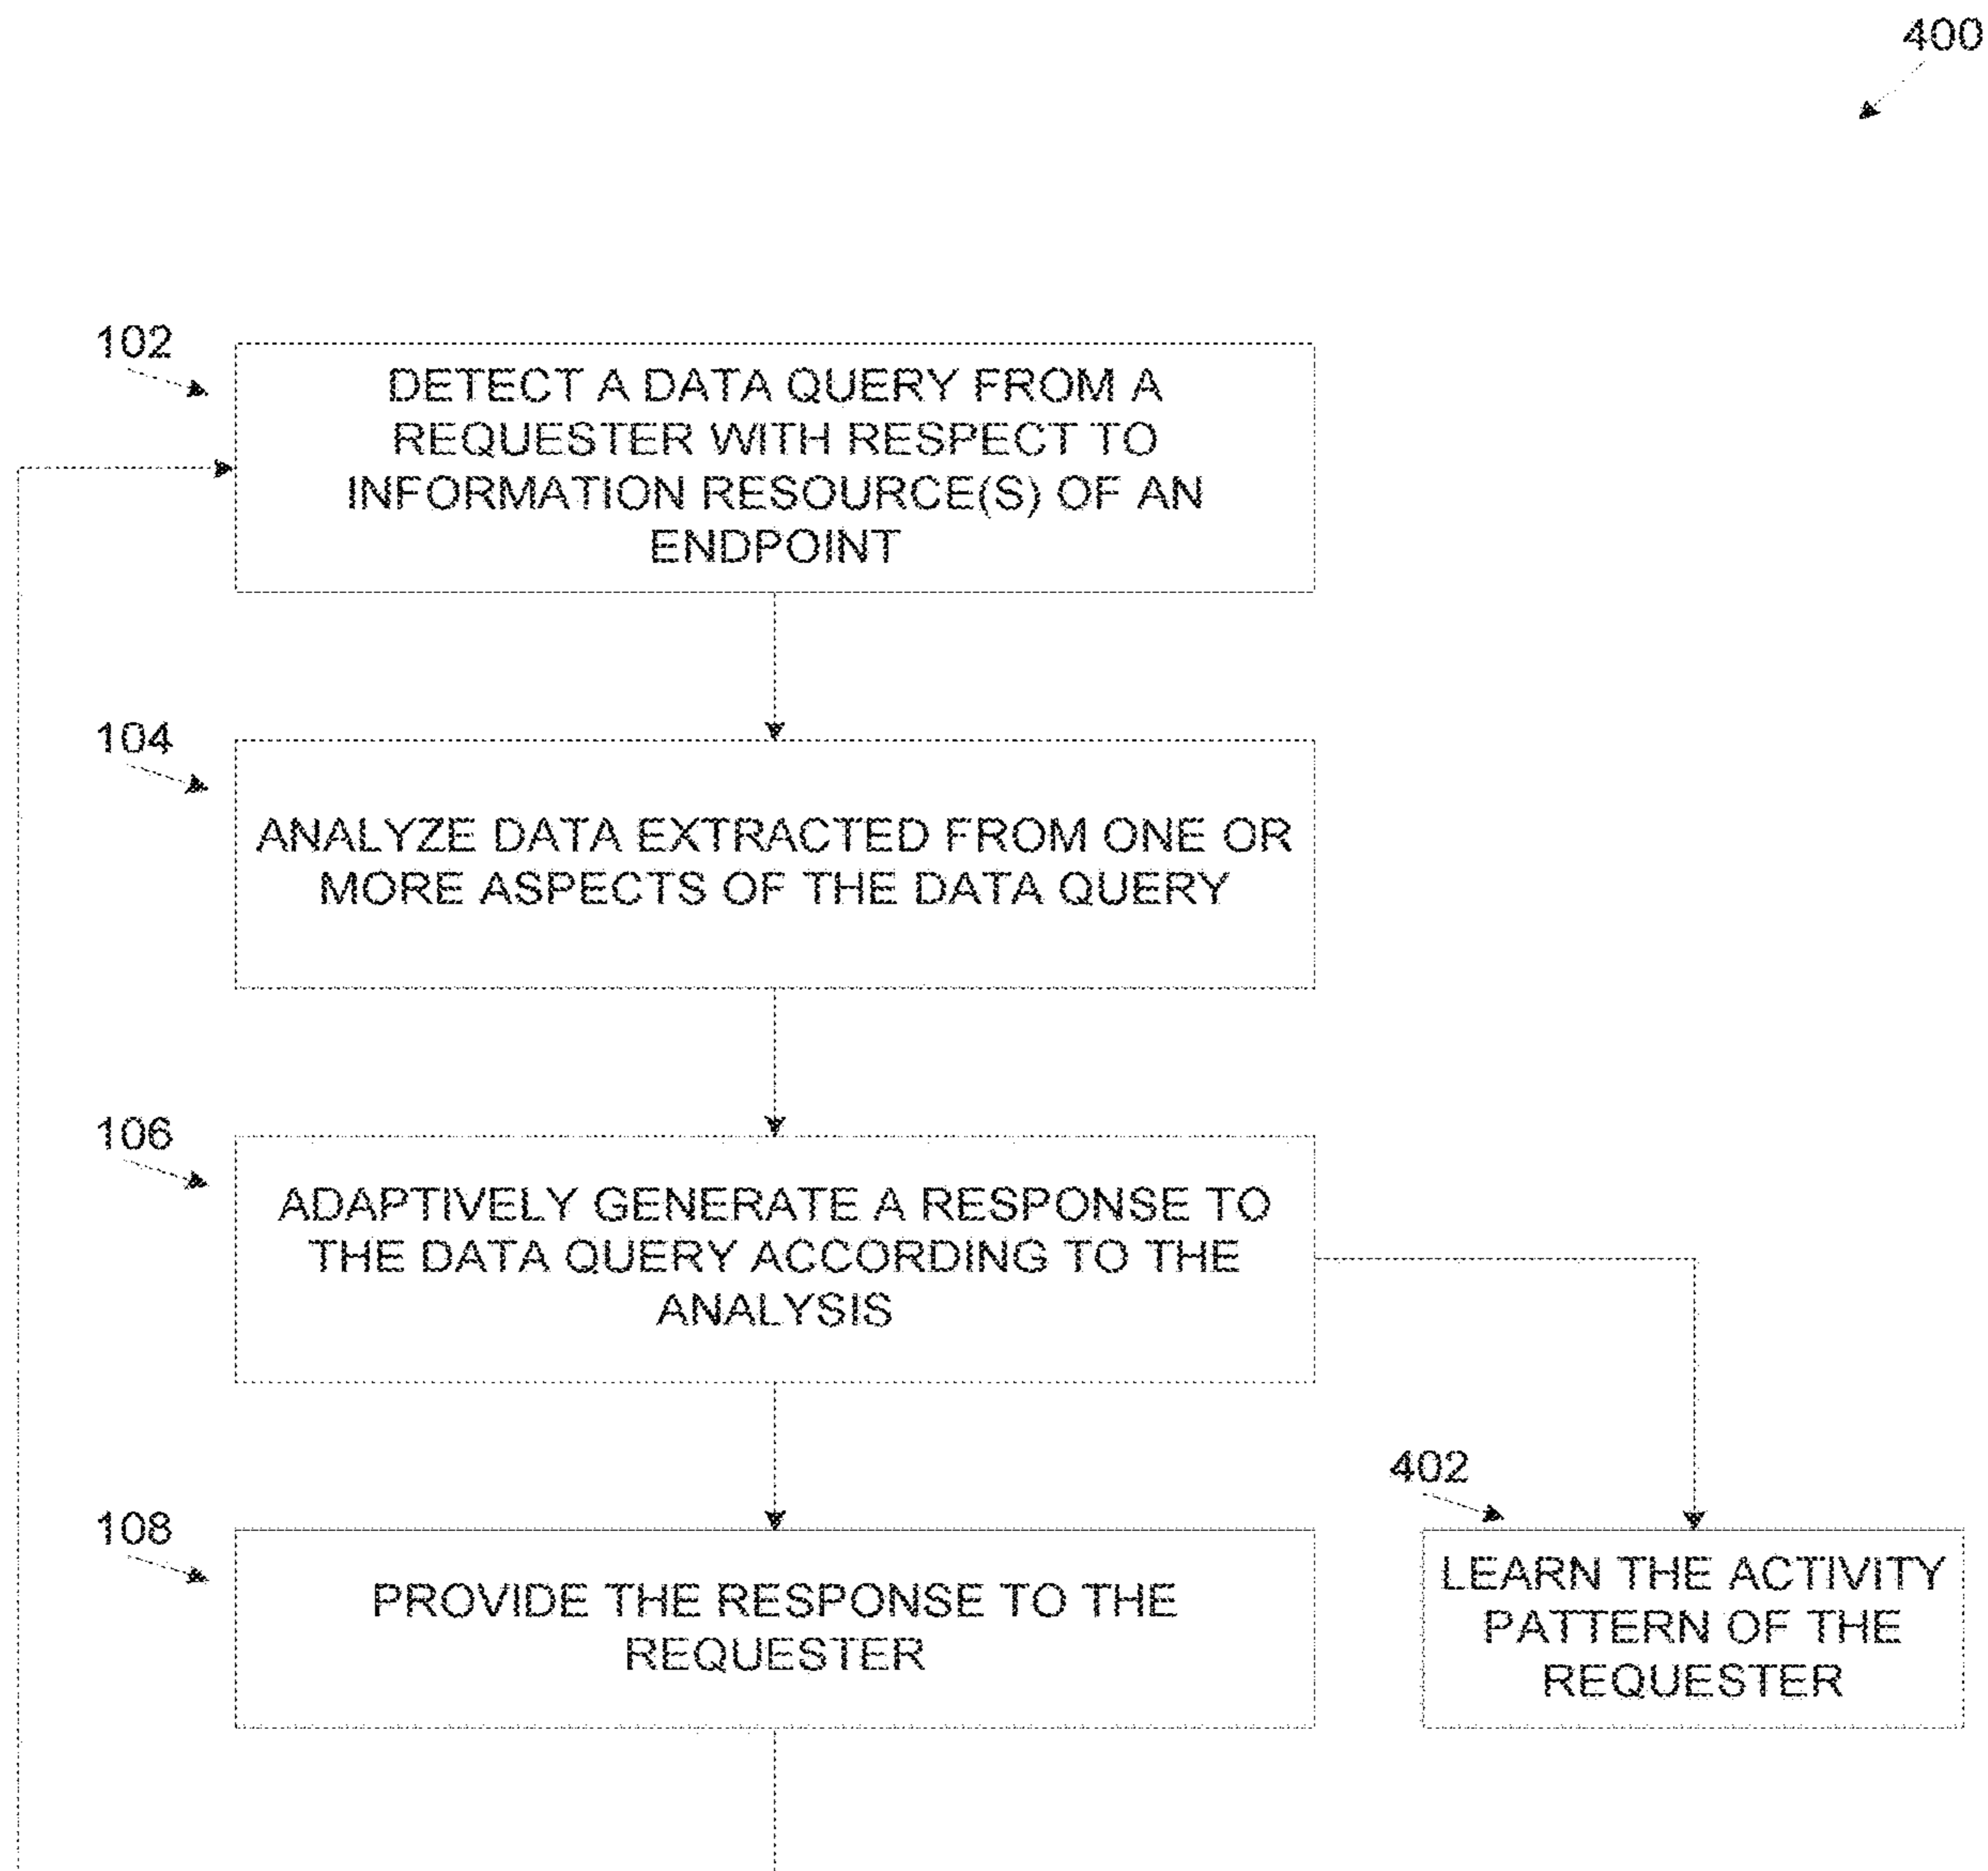 400
102
DETECT A DATA QUERY FROM A
REQUESTER WITH RESPECT TO
INFORMATION RESOURCE(S) OF AN
ENDPOINT
104
ANALYZE DATA EXTRACTED FROM ONE OR
MORE ASPECTS OF THE DATA QUERY
106
ADAPTIVELY GENERATE A RESPONSE TO
THE DATA QUERY ACCORDING TO THE
ANALYSIS
108
PROVIDE THE RESPONSE TO THE
REQUESTER
402
LEARN THE ACTIVITY
PATTERN OF THE
REQUESTER